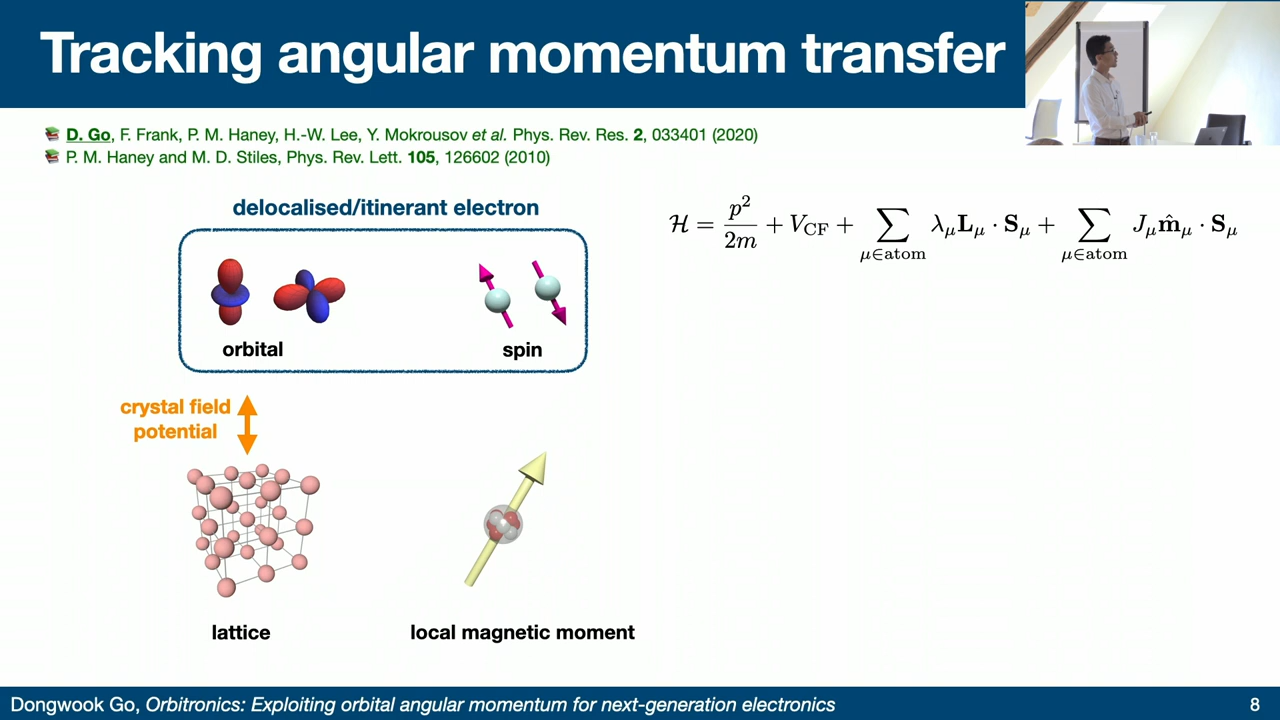 Tracking angular momentum transfer
D. Go, F. Frank, P. M. Haney, H.-W. Lee, Y. Mokrousov et al. Phys. Rev. Res. 2, 033401 (2020)
P. M. Haney and M. D. Stiles, Phys. Rev. Lett. 105, 126602 (2010)
delocalised/itinerant electron
ℋ = p²/2m + V_CF + ∑_{μ∈atom} λ_μ L_μ · S_μ + ∑_{μ∈atom} J_μ m̂_μ · S_μ
orbital
spin
crystal field
potential
lattice
local magnetic moment
Dongwook Go, Orbitronics: Exploiting orbital angular momentum for next-generation electronics
8